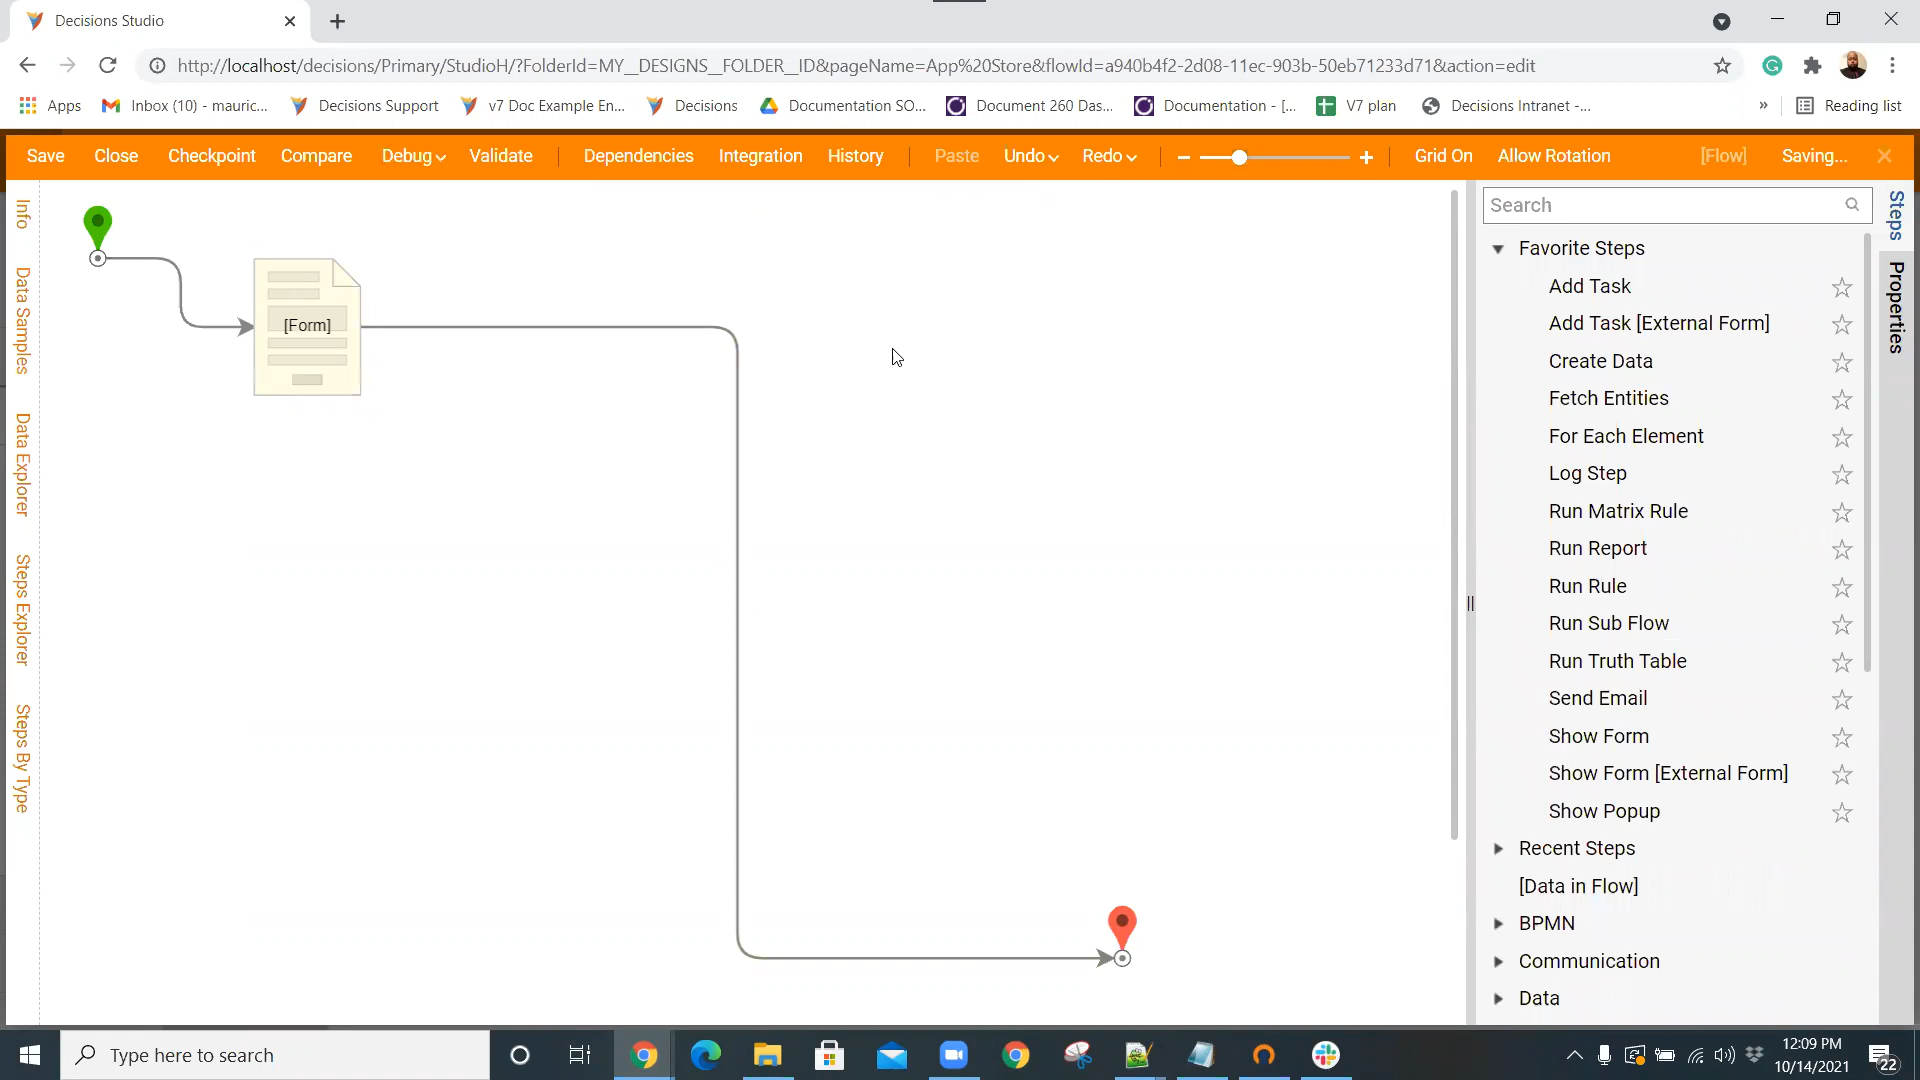 Decisions Studio
http://localhost/decisions/Primary/StudioH/?FolderId=MY__DESIGNS__FOLDER__ID&pageName=App%20Store&flowId=a940b4f2-2d08-11ec-903b-50eb71233d71&action=edit
Apps Inbox (10) - mauric... Decisions Support v7 Doc Example En... Decisions Documentation SO... Document 260 Das... Documentation - [... V7 plan Decisions Intranet -... » Reading list
Save Close Checkpoint Compare Debug Validate Dependencies Integration History Paste Undo Redo Grid On Allow Rotation [Flow] Saving...
Info
Data Samples
Data Explorer
Steps Explorer
Steps By Type
[Form]
Search
Steps
Properties
Favorite Steps
Add Task
Add Task [External Form]
Create Data
Fetch Entities
For Each Element
Log Step
Run Matrix Rule
Run Report
Run Rule
Run Sub Flow
Run Truth Table
Send Email
Show Form
Show Form [External Form]
Show Popup
Recent Steps
[Data in Flow]
BPMN
Communication
Data
Type here to search
12:09 PM
10/14/2021
22